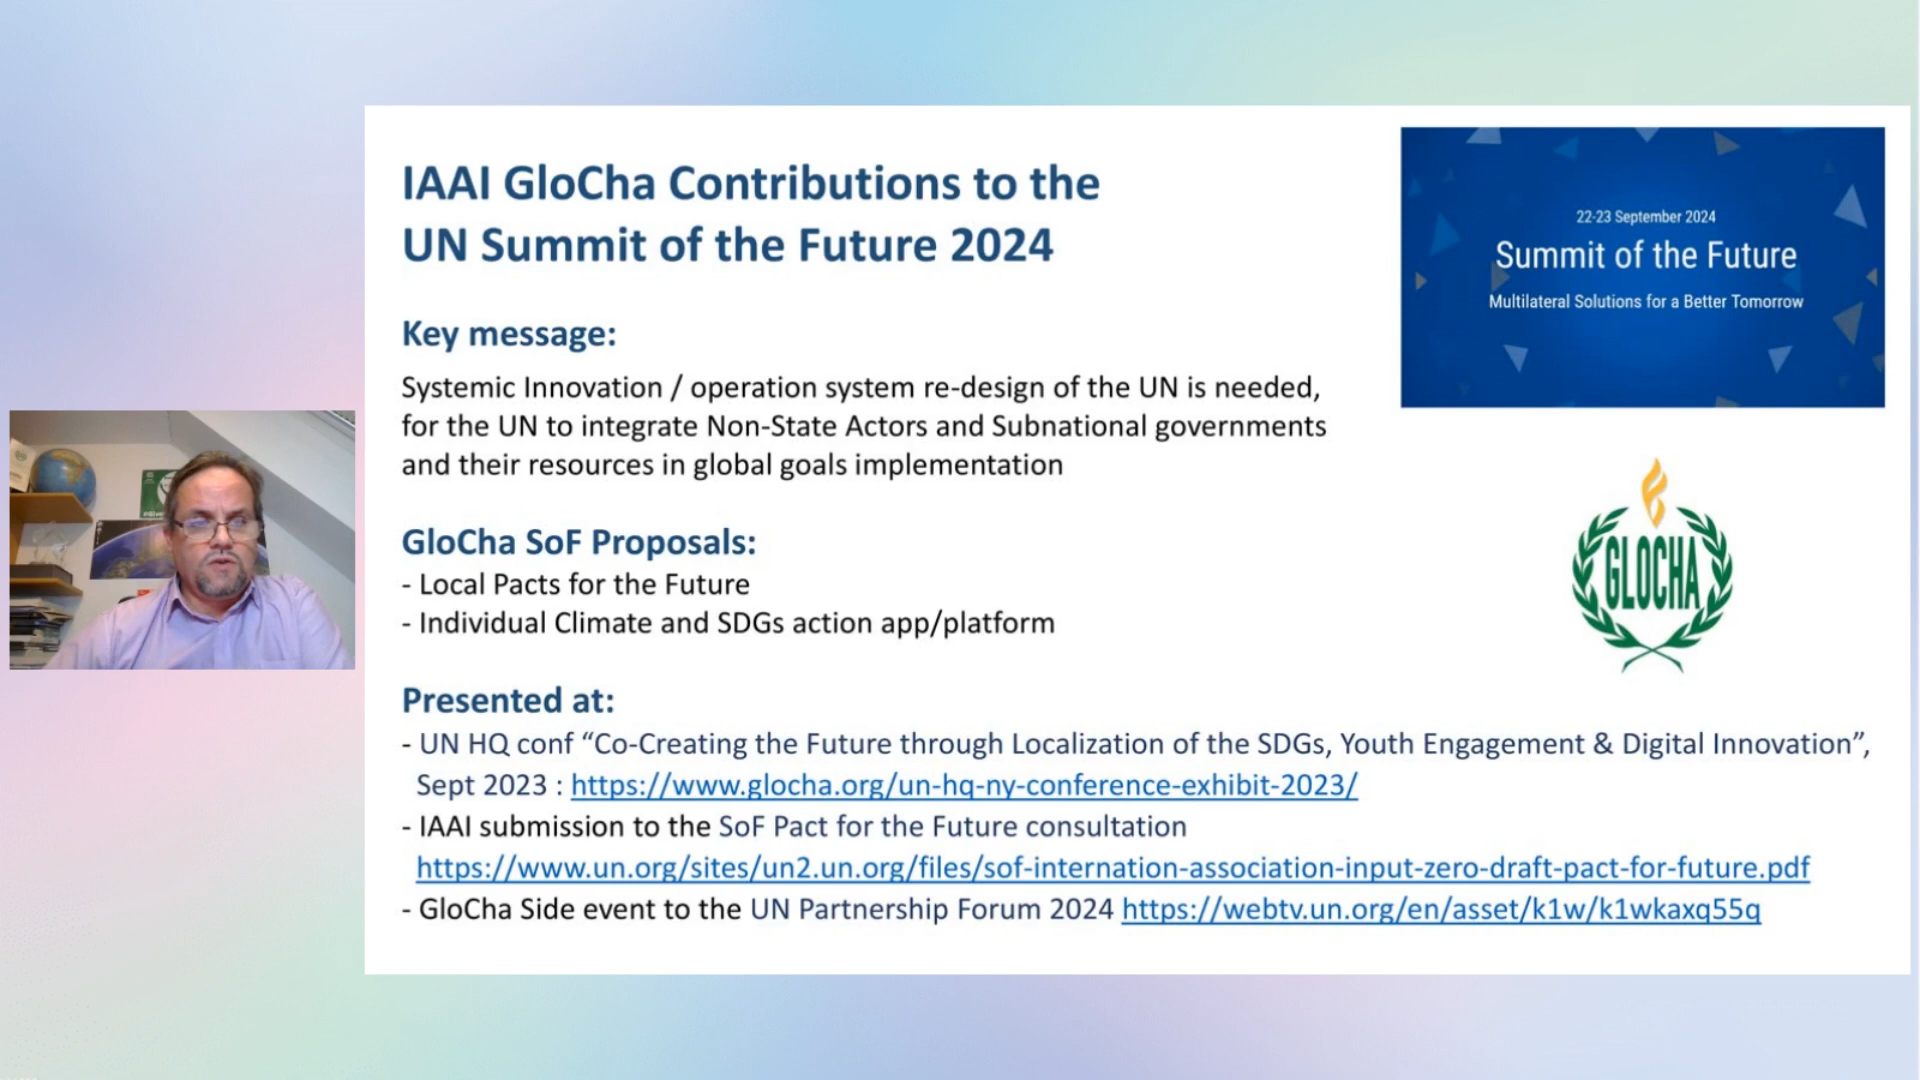 IAAI GloCha Contributions to the
UN Summit of the Future 2024
22-23 September 2024
Summit of the Future
Multilateral Solutions for a Better Tomorrow
Key message:
Systemic Innovation / operation system re-design of the UN is needed,
for the UN to integrate Non-State Actors and Subnational governments
and their resources in global goals implementation
GLOCHA
GloCha SoF Proposals:
- Local Pacts for the Future
- Individual Climate and SDGs action app/platform
Presented at:
- UN HQ conf “Co-Creating the Future through Localization of the SDGs, Youth Engagement & Digital Innovation”,
Sept 2023 : https://www.glocha.org/un-hq-ny-conference-exhibit-2023/
- IAAI submission to the SoF Pact for the Future consultation
https://www.un.org/sites/un2.un.org/files/sof-internation-association-input-zero-draft-pact-for-future.pdf
- GloCha Side event to the UN Partnership Forum 2024 https://webtv.un.org/en/asset/k1w/k1wkaxq55q